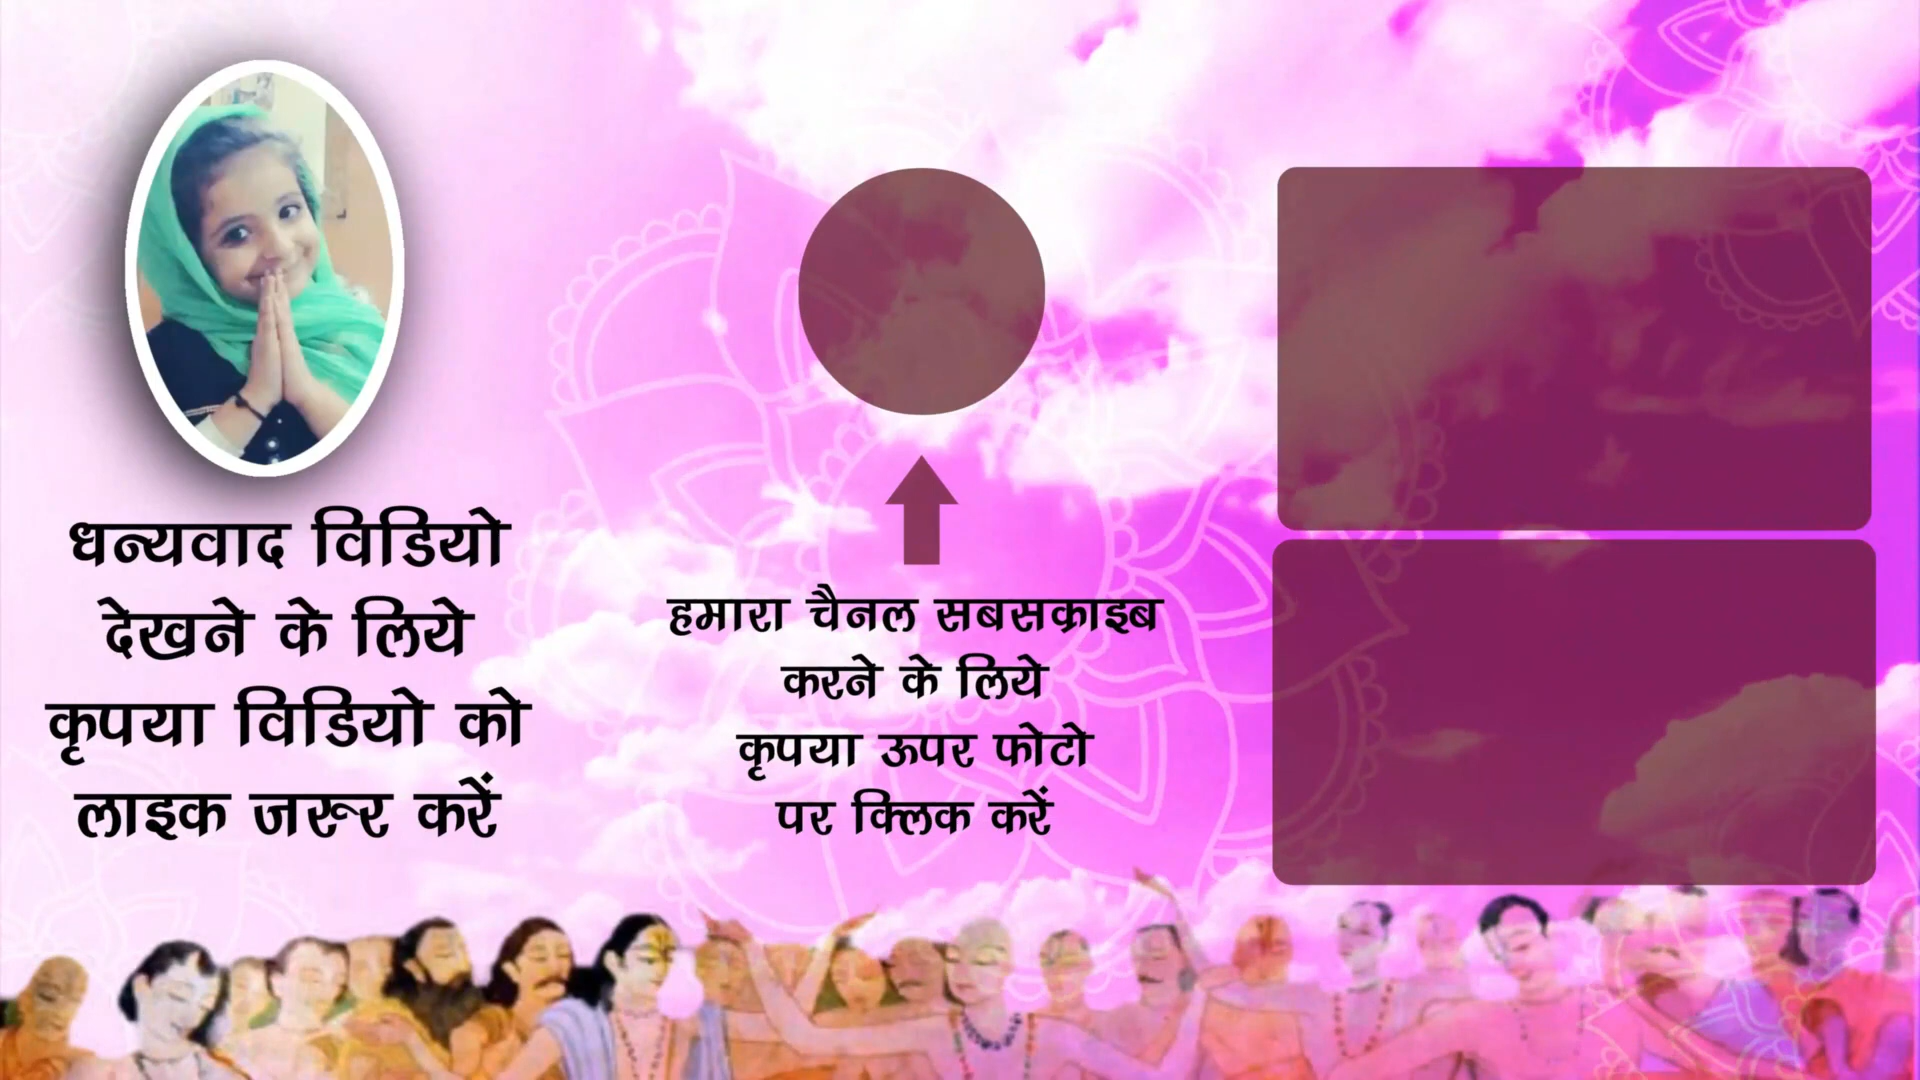 धन्यवाद विडियो
देखने के लिये
कृपया विडियो को
लाइक जरूर करें
हमारा चैनल सबसक्राइब
करने के लिये
कृपया ऊपर फोटो
पर क्लिक करें